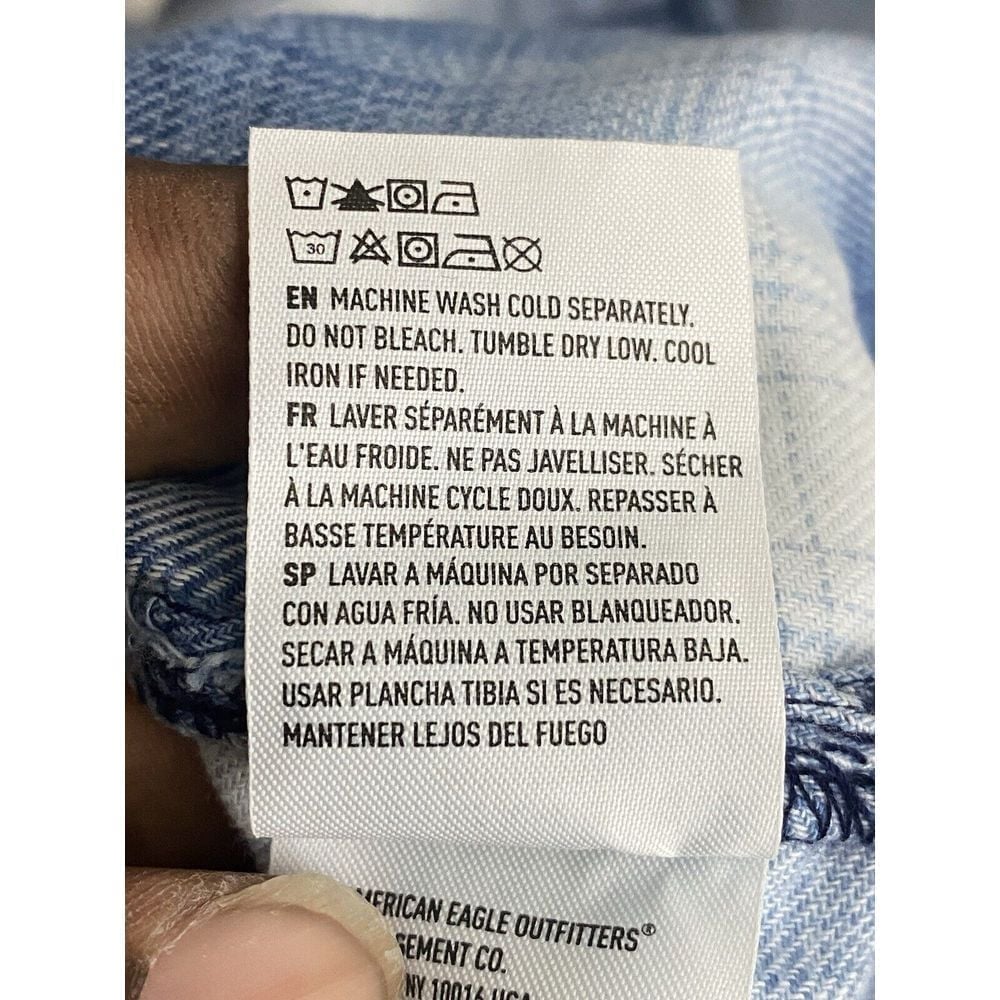 30
EN MACHINE WASH COLD SEPARATELY.
DO NOT BLEACH. TUMBLE DRY LOW. COOL
IRON IF NEEDED.
FR LAVER SÉPARÉMENT À LA MACHINE À
L'EAU FROIDE. NE PAS JAVELLISER. SÉCHER
À LA MACHINE CYCLE DOUX. REPASSER À
BASSE TEMPÉRATURE AU BESOIN.
SP LAVAR A MÁQUINA POR SEPARADO
CON AGUA FRÍA. NO USAR BLANQUEADOR.
SECAR A MÁQUINA A TEMPERATURA BAJA.
USAR PLANCHA TIBIA SI ES NECESARIO.
MANTENER LEJOS DEL FUEGO
EAGLE OUTFITTERS®
CO.
NY 10016 USA